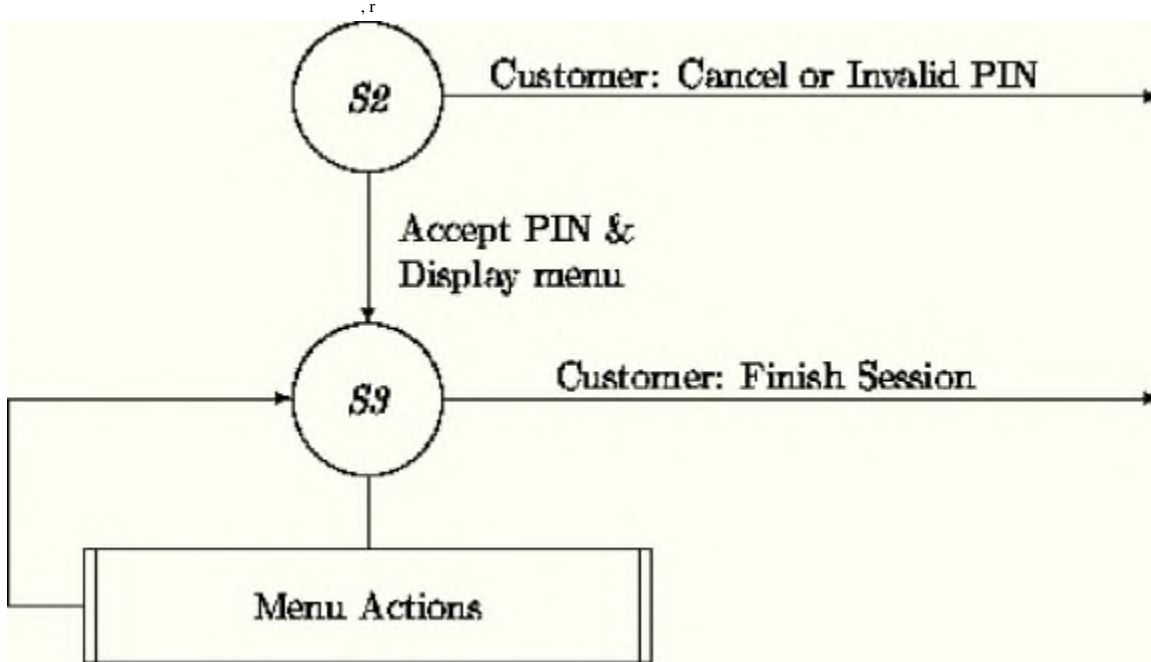 , r
S2
Customer: Cancel or Invalid PIN
Accept PIN &
Display menu
S3
Customer: Finish Session
Menu Actions